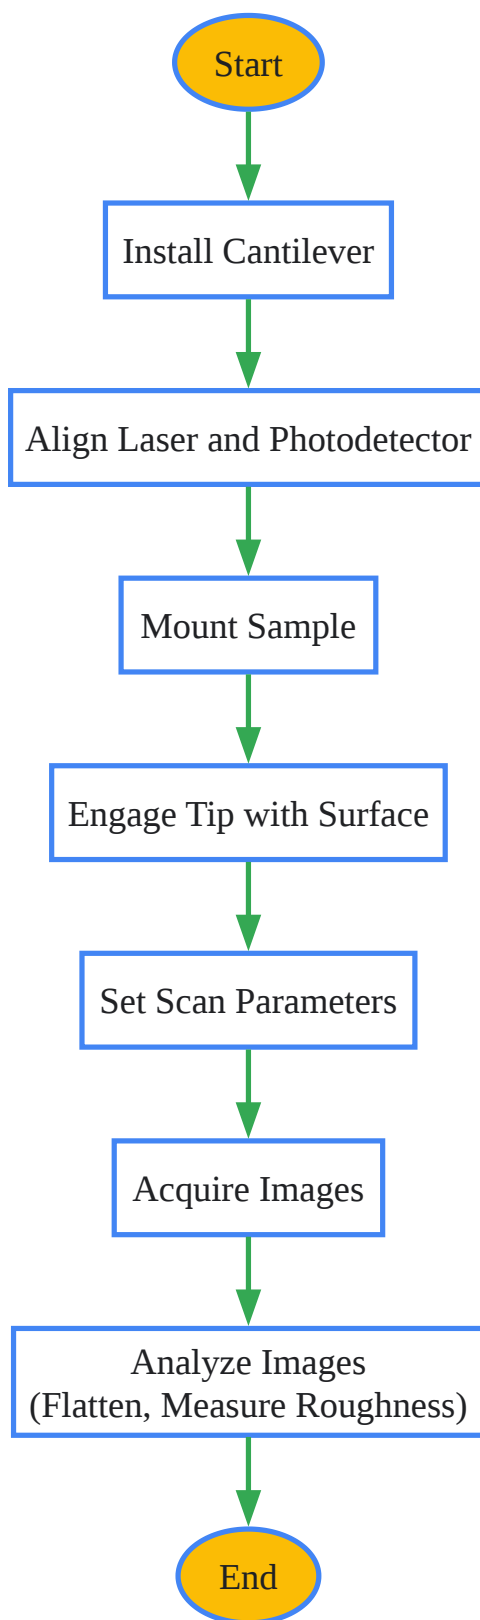 Start
Install Cantilever
Align Laser and Photodetector
Mount Sample
Engage Tip with Surface
Set Scan Parameters
Acquire Images
Analyze Images
(Flatten, Measure Roughness)
End